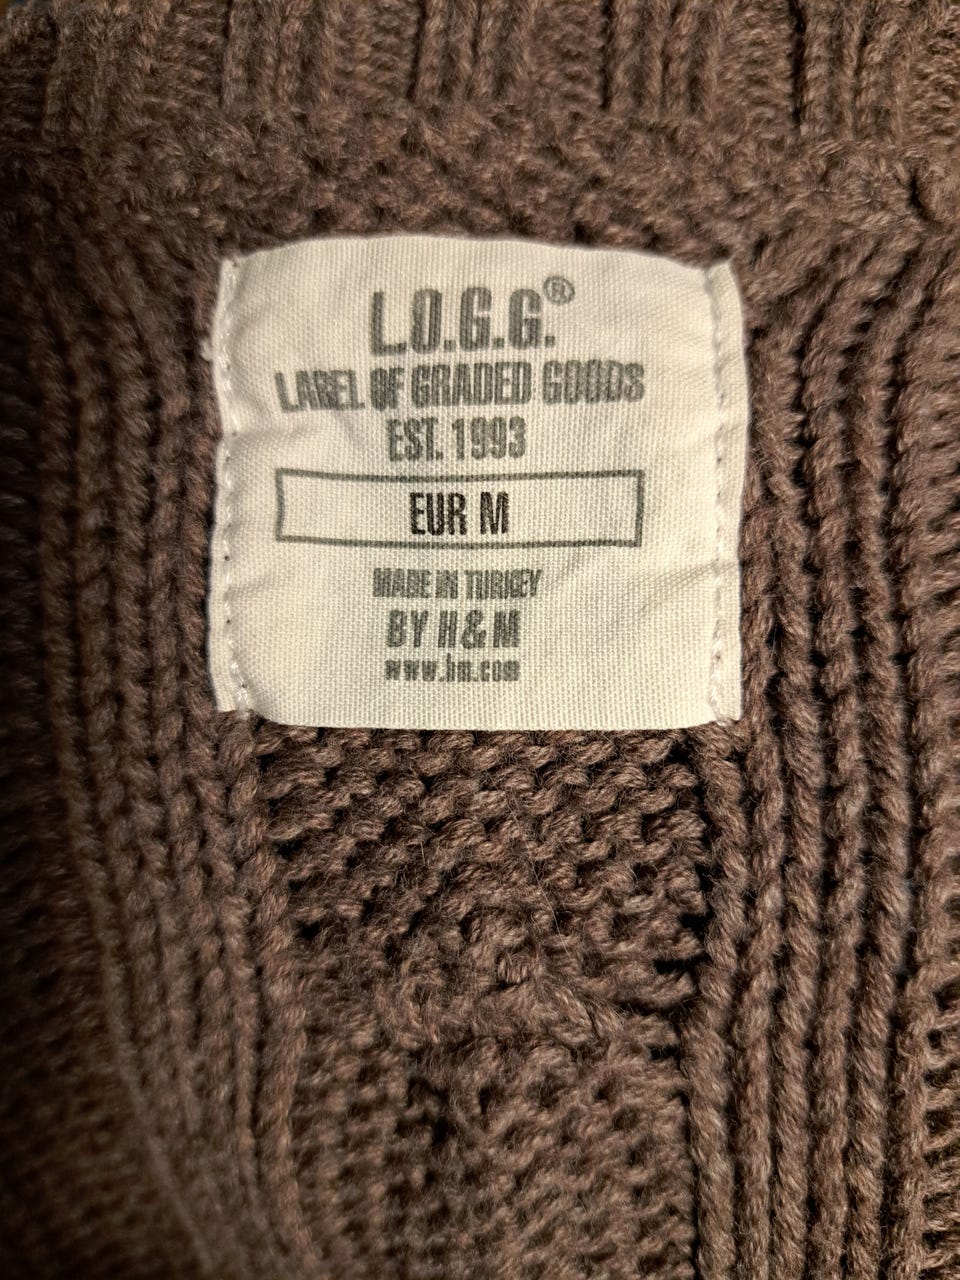 L.O.G.G.®
LABEL OF GRADED GOODS
EST. 1993
EUR M
MADE IN TURKEY
BY H & M
www.hm.com